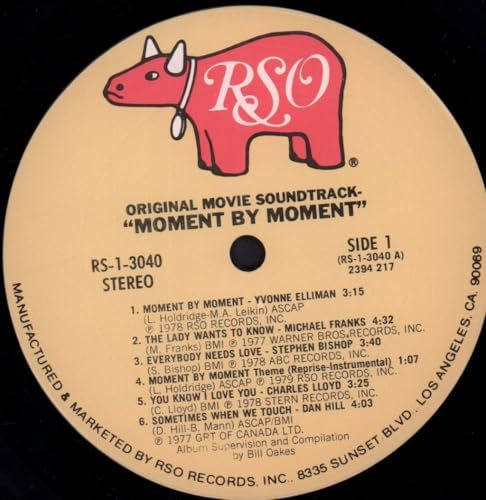 RSO
®
ORIGINAL MOVIE SOUNDTRACK-
"MOMENT BY MOMENT"
RS-1-3040
STEREO
SIDE 1
(RS-1-3040 A)
2394 217
1. MOMENT BY MOMENT - YVONNE ELLIMAN 3:15
(L. Holdridge-M.A. Leikin) ASCAP
℗ 1978 RSO RECORDS, INC.
2. THE LADY WANTS TO KNOW - MICHAEL FRANKS 4:32
(M. Franks) BMI ℗ 1977 WARNER BROS. RECORDS, INC.
3. EVERYBODY NEEDS LOVE - STEPHEN BISHOP 3:40
(S. Bishop) BMI ℗ 1978 ABC RECORDS, INC.
4. MOMENT BY MOMENT Theme (Reprise-Instrumental) 1:07
(L. Holdridge) ASCAP ℗ 1979 RSO RECORDS, INC.
5. YOU KNOW I LOVE YOU - CHARLES LLOYD 3:25
(C. Lloyd) BMI ℗ 1978 STERN RECORDS, INC.
6. SOMETIMES WHEN WE TOUCH - DAN HILL 4:03
(D. Hill-B. Mann) ASCAP/BMI
℗ 1977 GPT OF CANADA LTD.
Album Supervision and Compilation
by Bill Oakes
MANUFACTURED & MARKETED BY RSO RECORDS, INC., 8335 SUNSET BLVD., LOS ANGELES, CA. 90069